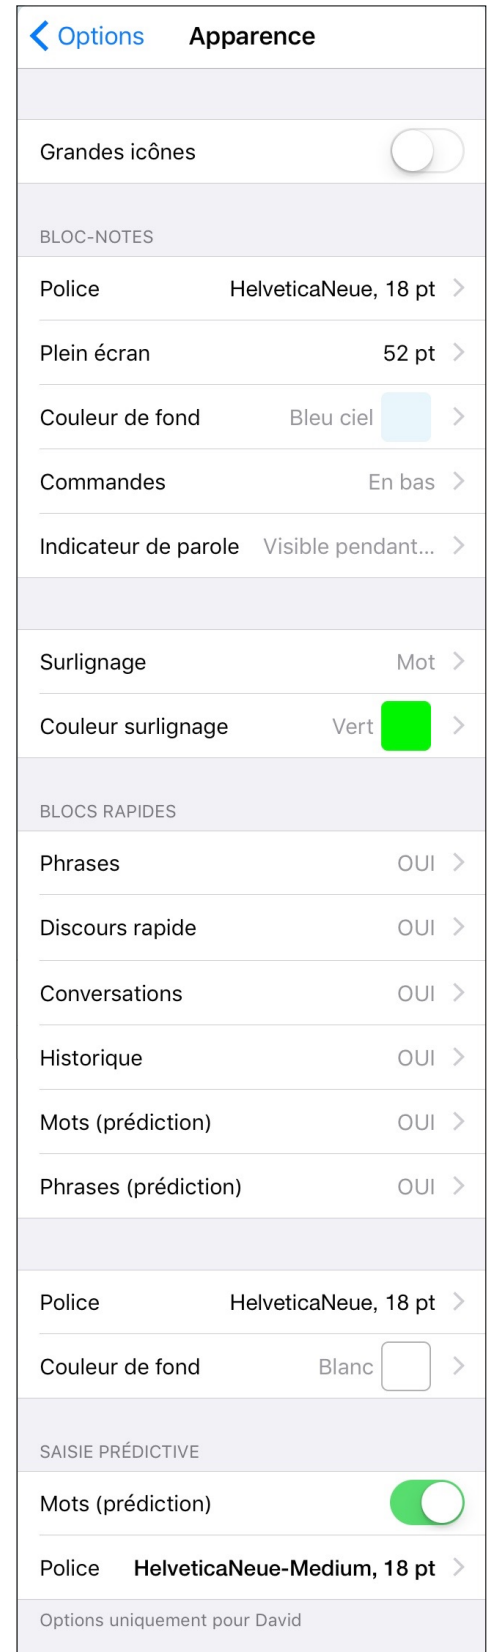 Options Apparence
Grandes icônes
BLOC-NOTES
Police HelveticaNeue, 18 pt
Plein écran 52 pt
Couleur de fond Bleu ciel
Commandes En bas
Indicateur de parole Visible pendant...
Surlignage Mot
Couleur surlignage Vert
BLOCS RAPIDES
Phrases OUI
Discours rapide OUI
Conversations OUI
Historique OUI
Mots (prédiction) OUI
Phrases (prédiction) OUI
Police HelveticaNeue, 18 pt
Couleur de fond Blanc
SAISIE PRÉDICTIVE
Mots (prédiction)
Police HelveticaNeue-Medium, 18 pt
Options uniquement pour David